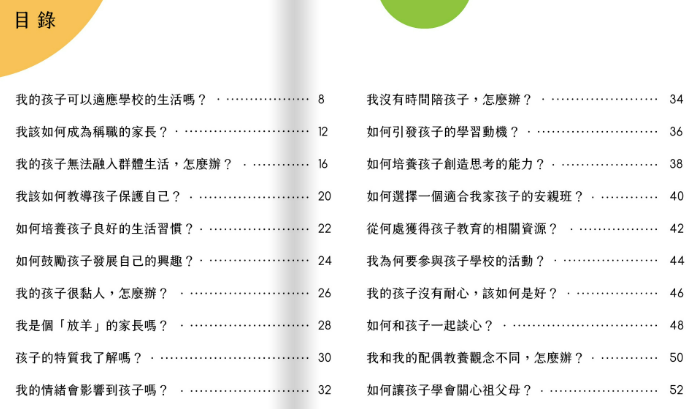 目錄
我的孩子可以適應學校的生活嗎？ 8
我該如何成為稱職的家長？ 12
我的孩子無法融入群體生活，怎麼辦？ 16
我該如何教導孩子保護自己？ 20
如何培養孩子良好的生活習慣？ 22
如何鼓勵孩子發展自己的興趣？ 24
我的孩子很黏人，怎麼辦？ 26
我是個「放羊」的家長嗎？ 28
孩子的特質我了解嗎？ 30
我的情緒會影響到孩子嗎？ 32
我沒有時間陪孩子，怎麼辦？ 34
如何引發孩子的學習動機？ 36
如何培養孩子創造思考的能力？ 38
如何選擇一個適合我家孩子的安親班？ 40
從何處獲得孩子教育的相關資源？ 42
我為何要參與孩子學校的活動？ 44
我的孩子沒有耐心，該如何是好？ 46
如何和孩子一起談心？ 48
我和我的配偶教養觀念不同，怎麼辦？ 50
如何讓孩子學會關心祖父母？ 52